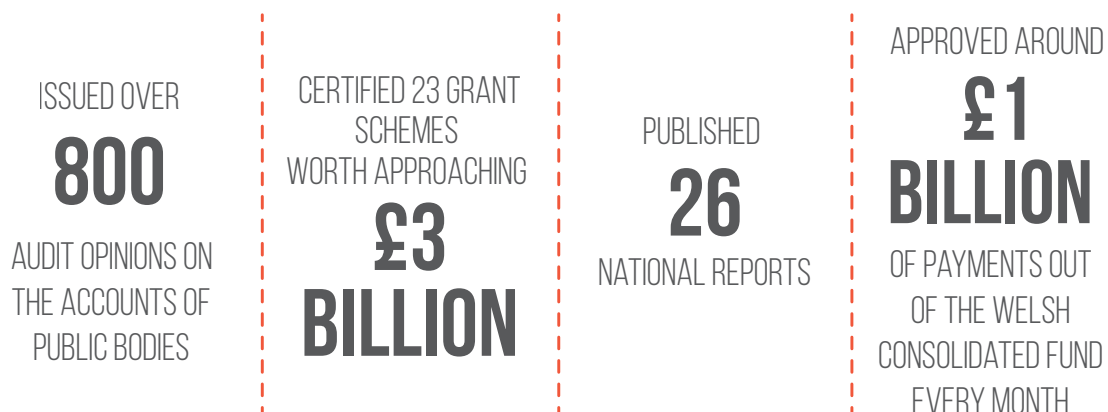 ISSUED OVER
800
AUDIT OPINIONS ON
THE ACCOUNTS OF
PUBLIC BODIES
CERTIFIED 23 GRANT
SCHEMES
WORTH APPROACHING
£3
BILLION
PUBLISHED
26
NATIONAL REPORTS
APPROVED AROUND
£1
BILLION
OF PAYMENTS OUT
OF THE WELSH
CONSOLIDATED FUND
EVERY MONTH